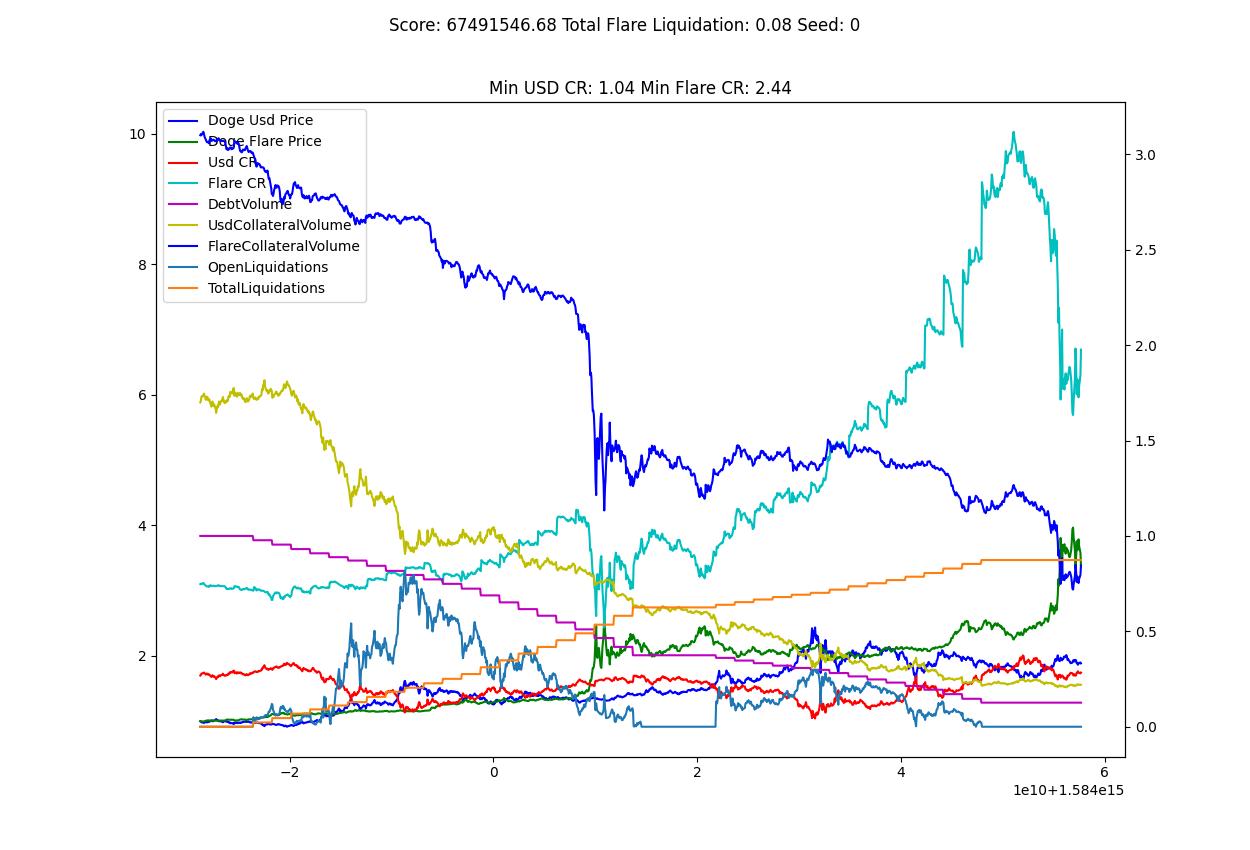 Score: 67491546.68 Total Flare Liquidation: 0.08 Seed: 0
Min USD CR: 1.04 Min Flare CR: 2.44
Doge Usd Price
Doge Flare Price
Usd CR
Flare CR
DebtVolume
UsdCollateralVolume
FlareCollateralVolume
OpenLiquidations
TotalLiquidations
10
8
6
4
2
3.0
2.5
2.0
1.5
1.0
0.5
0.0
−2
0
2
4
6
1e10+1.584e15